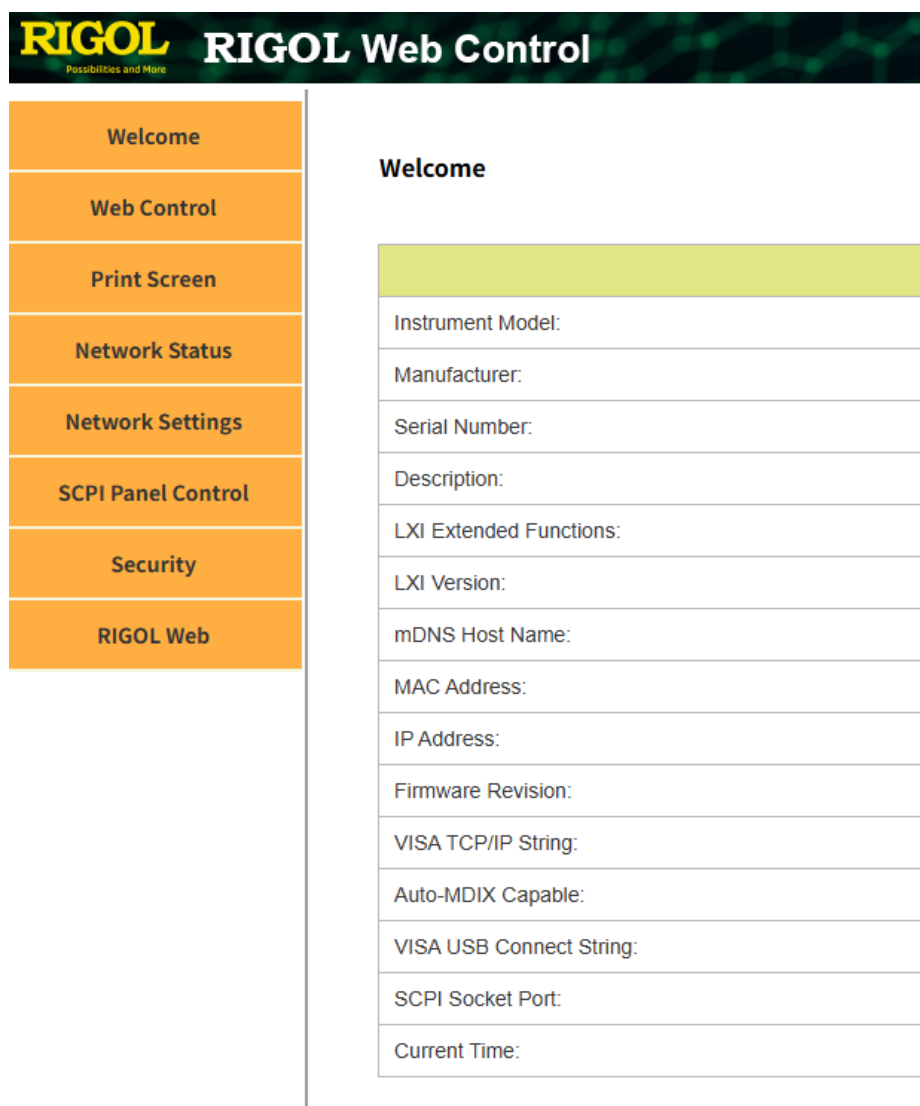 RIGOL
Possibilities and More
RIGOL Web Control
Welcome
Web Control
Print Screen
Network Status
Network Settings
SCPI Panel Control
Security
RIGOL Web
Welcome
Instrument Model:
Manufacturer:
Serial Number:
Description:
LXI Extended Functions:
LXI Version:
mDNS Host Name:
MAC Address:
IP Address:
Firmware Revision:
VISA TCP/IP String:
Auto-MDIX Capable:
VISA USB Connect String:
SCPI Socket Port:
Current Time: